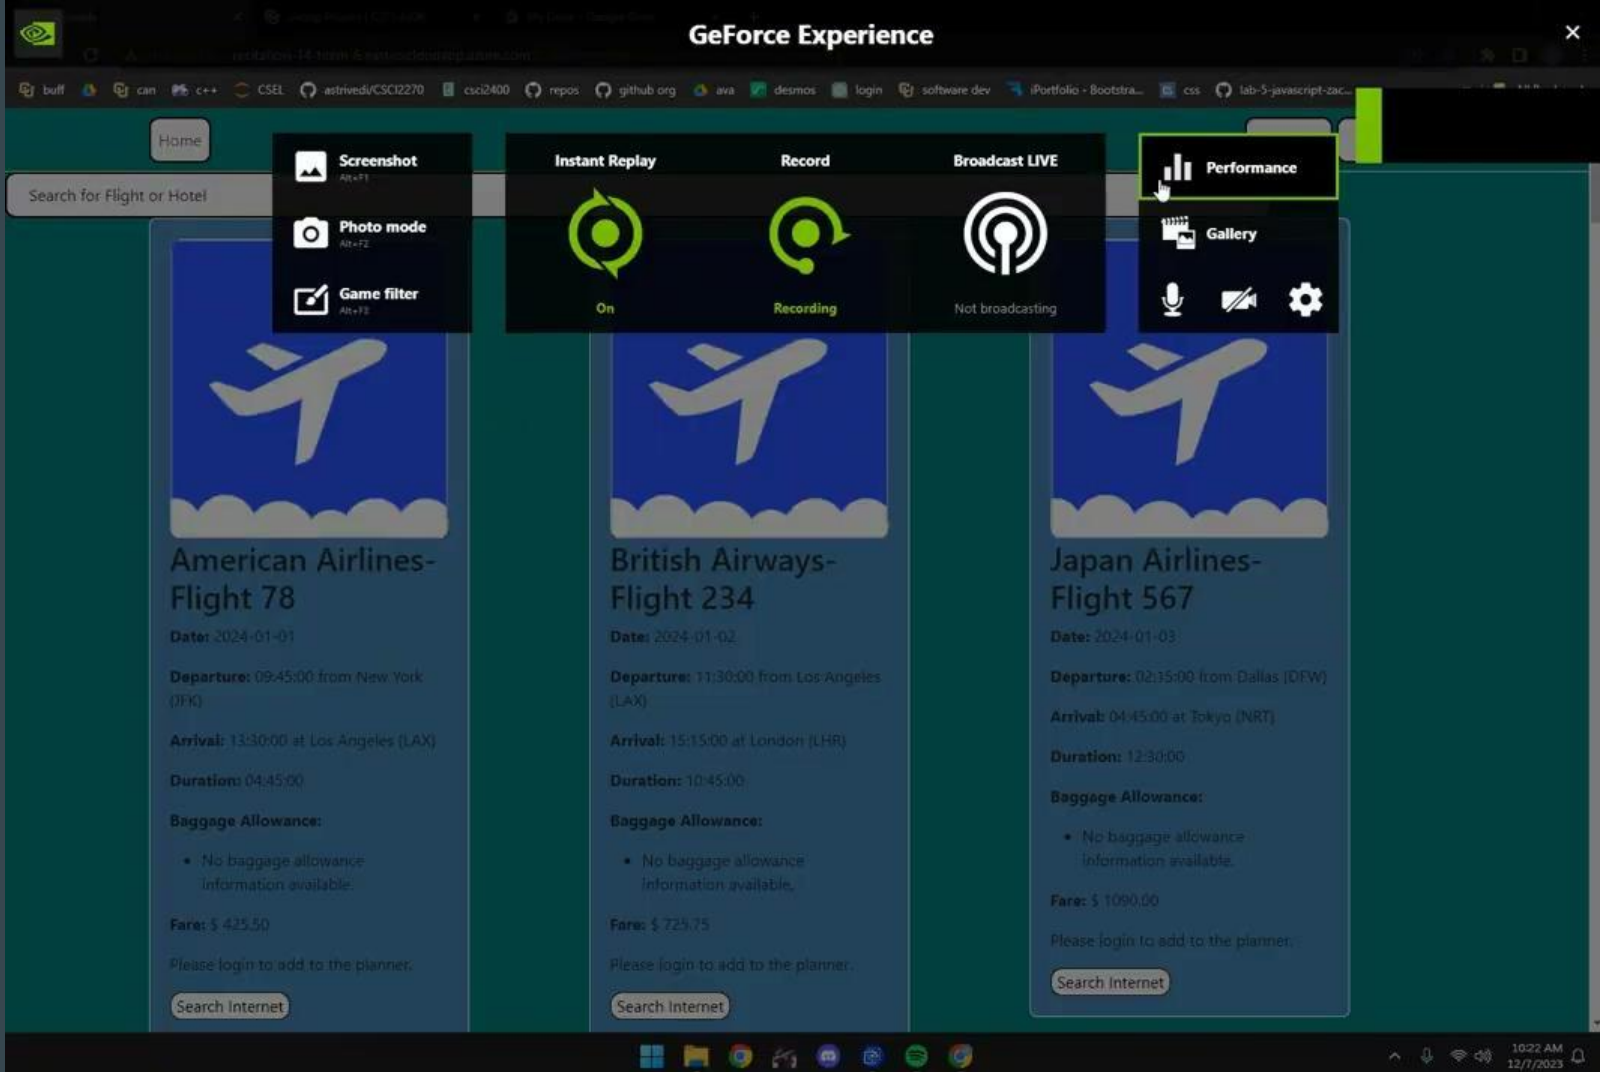 GeForce Experience
buff
can
c++
CSEL
astrivedi/CSCI2270
csci2400
repos
github org
ava
desmos
login
software dev
iPortfolio - Bootstra...
css
lab-5-javascript-zac...
Home
Search for Flight or Hotel
Screenshot
Alt+F1
Photo mode
Alt+F2
Game filter
Alt+F3
Instant Replay
On
Record
Recording
Broadcast LIVE
Not broadcasting
Performance
Gallery
American Airlines-
Flight 78
Date: 2024-01-01
Departure: 09:45:00 from New York
(JFK)
Arrival: 13:30:00 at Los Angeles (LAX)
Duration: 04:45:00
Baggage Allowance:
• No baggage allowance
information available.
Fare: $ 425.50
Please login to add to the planner.
Search Internet
British Airways-
Flight 234
Date: 2024-01-02
Departure: 11:30:00 from Los Angeles
(LAX)
Arrival: 15:15:00 at London (LHR)
Duration: 10:45:00
Baggage Allowance:
• No baggage allowance
information available.
Fare: $ 725.75
Please login to add to the planner.
Search Internet
Japan Airlines-
Flight 567
Date: 2024-01-03
Departure: 02:15:00 from Dallas (DFW)
Arrival: 04:45:00 at Tokyo (NRT)
Duration: 12:30:00
Baggage Allowance:
• No baggage allowance
information available.
Fare: $ 1090.00
Please login to add to the planner.
Search Internet
10:22 AM
12/7/2023